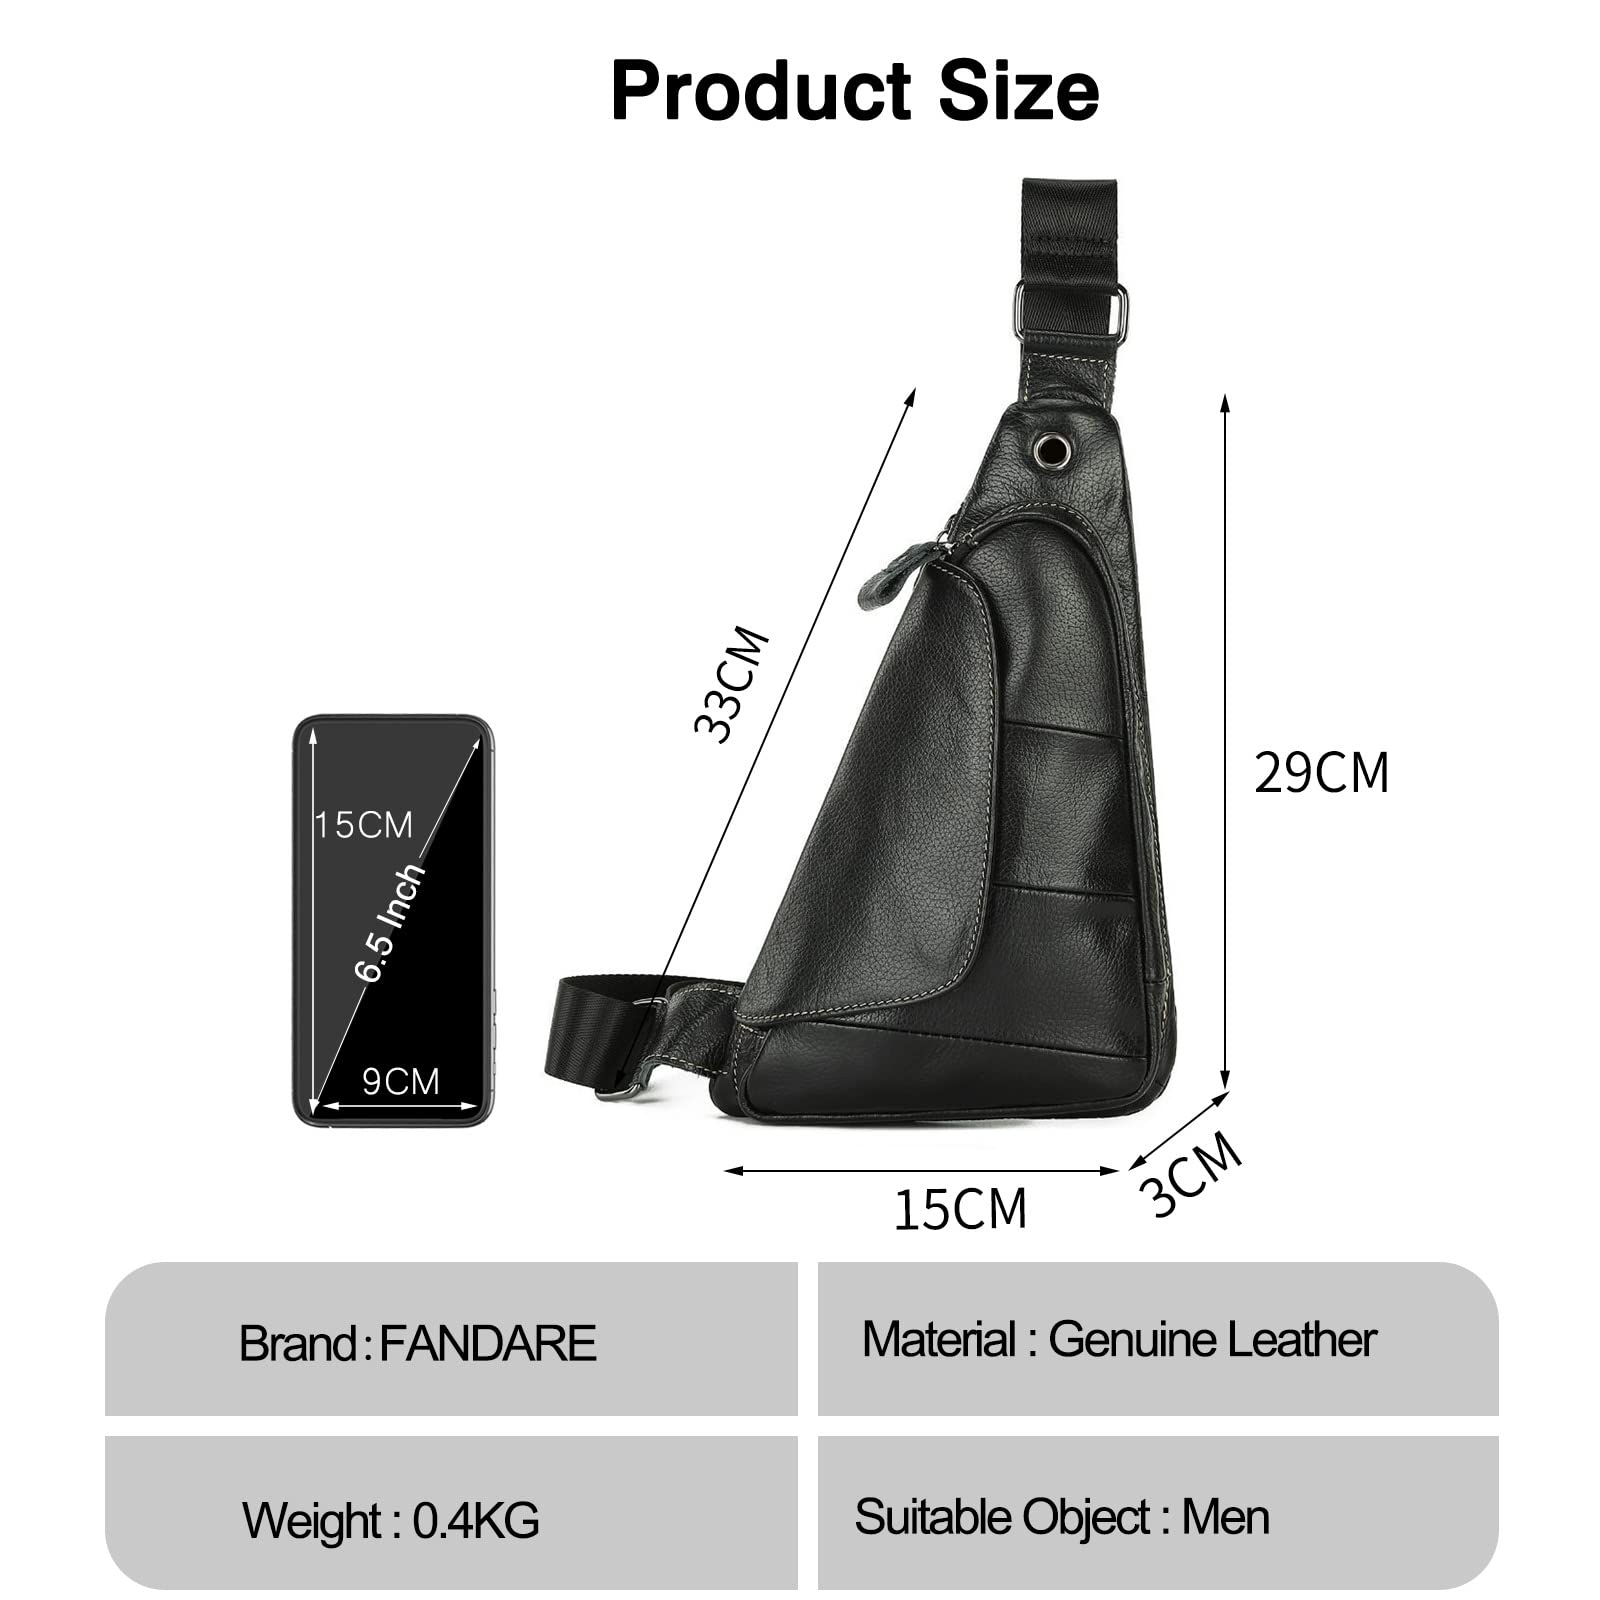 Product Size
33CM
29CM
15CM
6.5 Inch
9CM
15CM
3CM
Brand : FANDARE
Material : Genuine Leather
Weight : 0.4KG
Suitable Object : Men